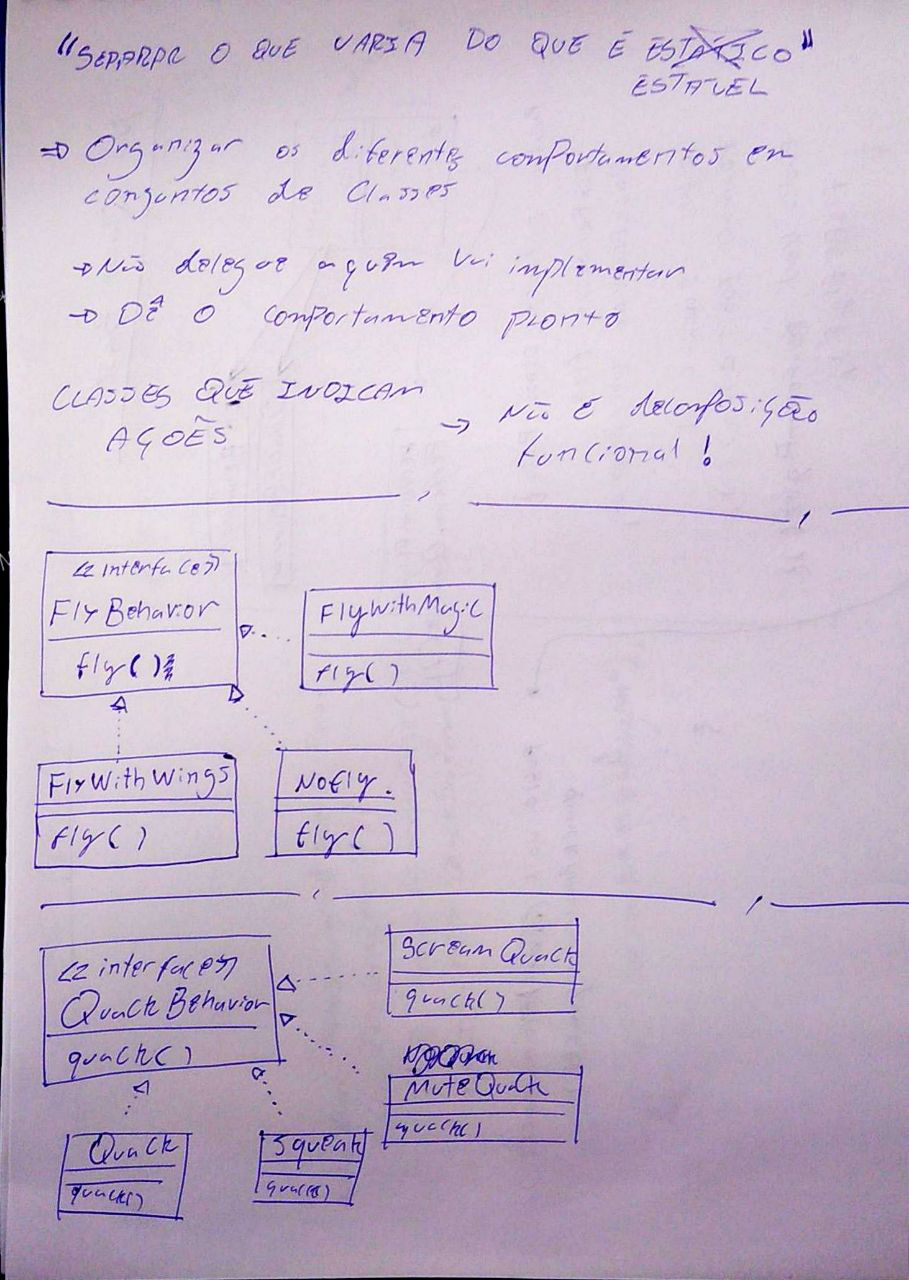 "SEPARAR O QUE VARIA DO QUE É ESTÁTICO"
ESTAVEL
⇒ Organizar os diferentes comportamentos em
conjuntos de Classes
→ Não delegue a quem vai implementar
→ Dê o comportamento pronto
CLASSES QUE INDICAM
AÇÕES
→ Não é decomposição
funcional!
<<interface>>
FlyBehavior
fly()
FlyWithMagic
fly()
FlyWithWings
fly()
NoFly.
fly()
<<interface>>
QuackBehavior
quack()
ScreamQuack
quack()
MuteQuack
quack()
Quack
quack()
Squeak
quack()